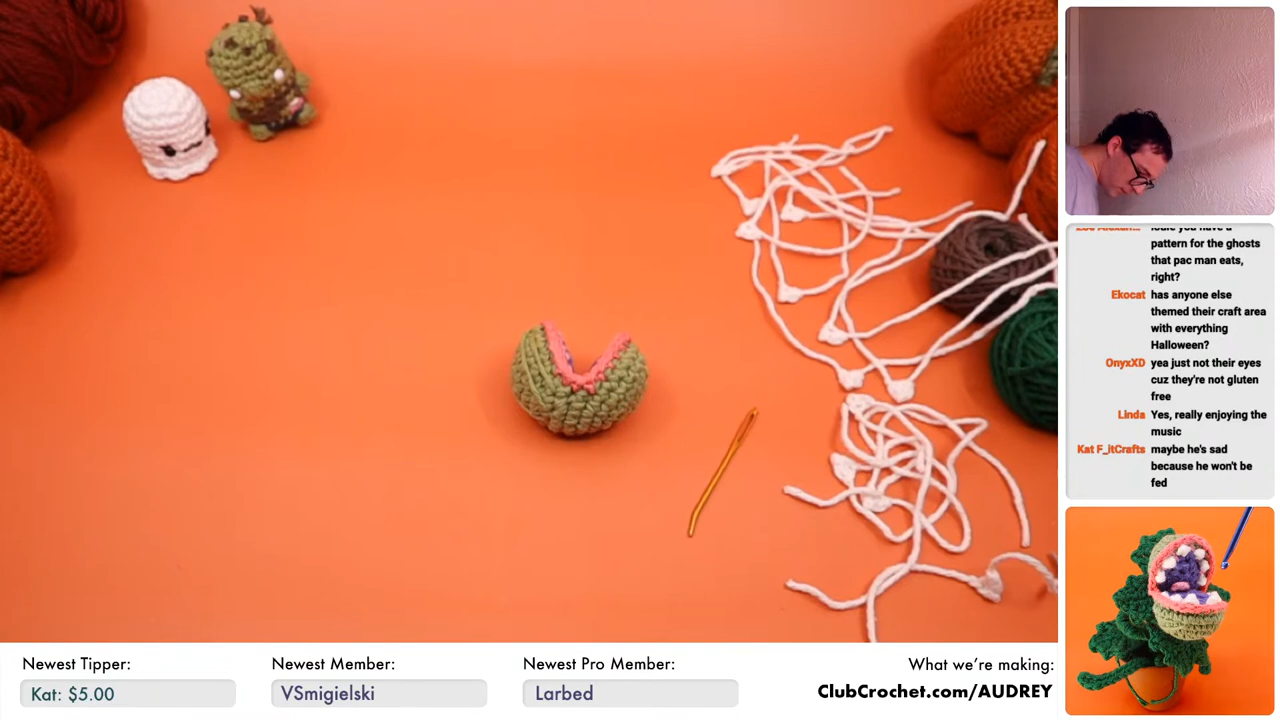 pattern for the ghosts
that pac man eats,
right?
Ekocat has anyone else
themed their craft area
with everything
Halloween?
OnyxXD yea just not their eyes
cuz they're not gluten
free
Linda Yes, really enjoying the
music
Kat F_itCrafts maybe he's sad
because he won't be
fed
Newest Tipper: Newest Member: Newest Pro Member: What we're making:
Kat: $5.00 VSmigielski Larbed ClubCrochet.com/AUDREY